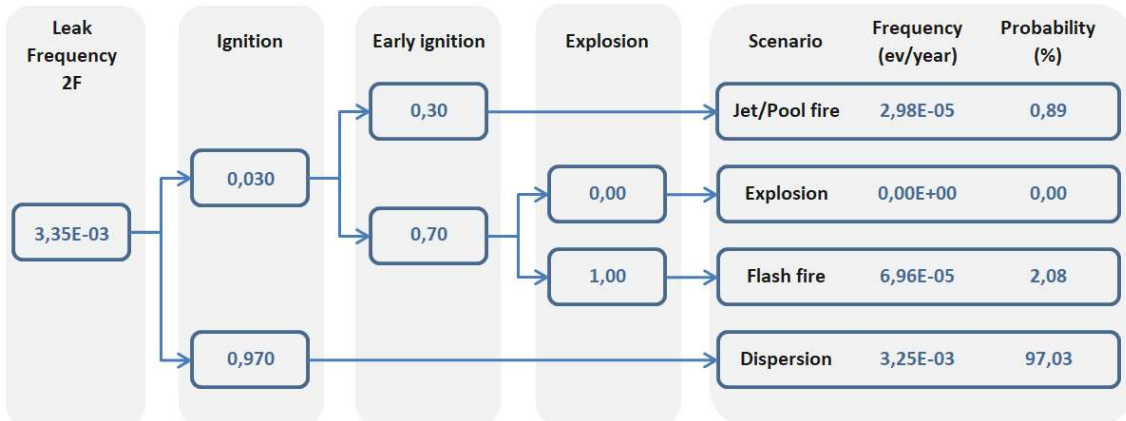 Leak
Frequency
2F
Ignition
Early ignition
Explosion
Scenario
Frequency
(ev/year)
Probability
(%)
0,30
Jet/Pool fire
2,98E-05
0,89
0,030
0,00
Explosion
0,00E+00
0,00
3,35E-03
0,70
1,00
Flash fire
6,96E-05
2,08
0,970
Dispersion
3,25E-03
97,03